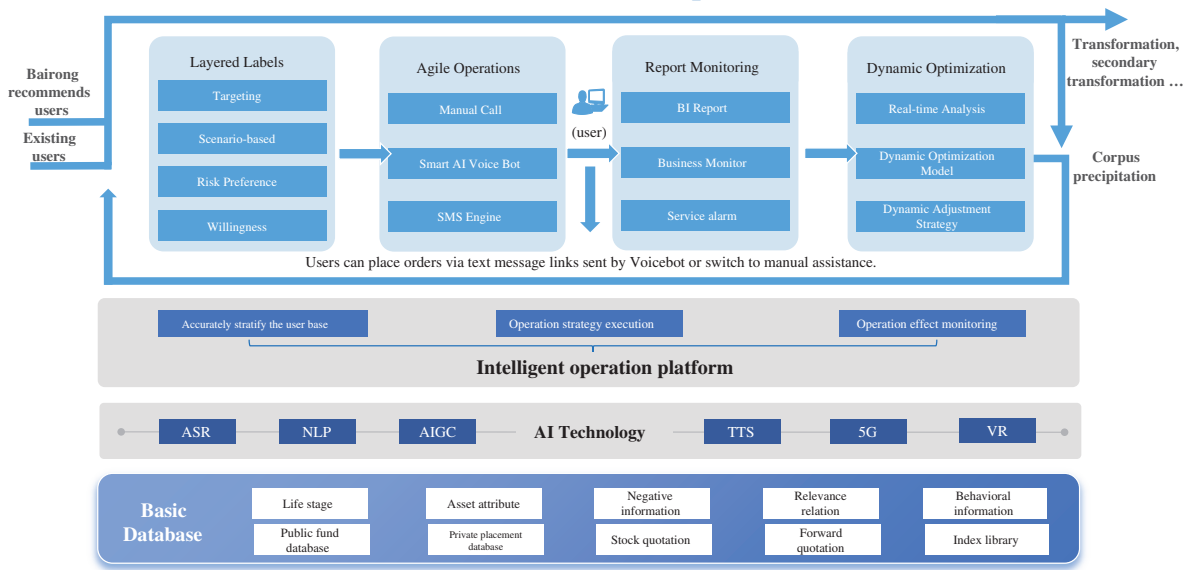 Bairong
recommends
users
Existing
users
Layered Labels
Targeting
Scenario-based
Risk Preference
Willingness
Agile Operations
Manual Call
Smart AI Voice Bot
SMS Engine
(user)
Report Monitoring
BI Report
Business Monitor
Service alarm
Dynamic Optimization
Real-time Analysis
Dynamic Optimization
Model
Dynamic Adjustment
Strategy
Transformation,
secondary
transformation …
Corpus
precipitation
Users can place orders via text message links sent by Voicebot or switch to manual assistance.
Accurately stratify the user base
Operation strategy execution
Operation effect monitoring
Intelligent operation platform
ASR
NLP
AIGC
AI Technology
TTS
5G
VR
Basic
Database
Life stage
Asset attribute
Negative
information
Relevance
relation
Behavioral
information
Public fund
database
Private placement
database
Stock quotation
Forward
quotation
Index library